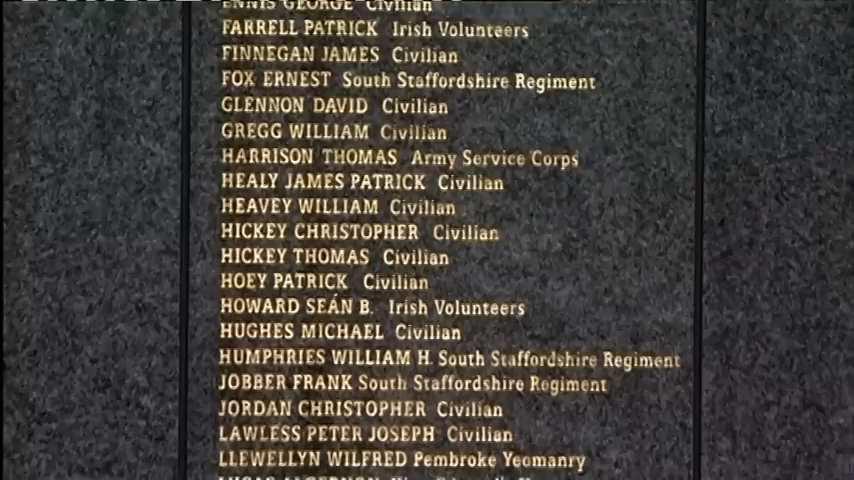 ENNIS GEORGE Civilian
FARRELL PATRICK Irish Volunteers
FINNEGAN JAMES Civilian
FOX ERNEST South Staffordshire Regiment
GLENNON DAVID Civilian
GREGG WILLIAM Civilian
HARRISON THOMAS Army Service Corps
HEALY JAMES PATRICK Civilian
HEAVEY WILLIAM Civilian
HICKEY CHRISTOPHER Civilian
HICKEY THOMAS Civilian
HOEY PATRICK Civilian
HOWARD SEÁN B. Irish Volunteers
HUGHES MICHAEL Civilian
HUMPHRIES WILLIAM H. South Staffordshire Regiment
JOBBER FRANK South Staffordshire Regiment
JORDAN CHRISTOPHER Civilian
LAWLESS PETER JOSEPH Civilian
LLEWELLYN WILFRED Pembroke Yeomanry